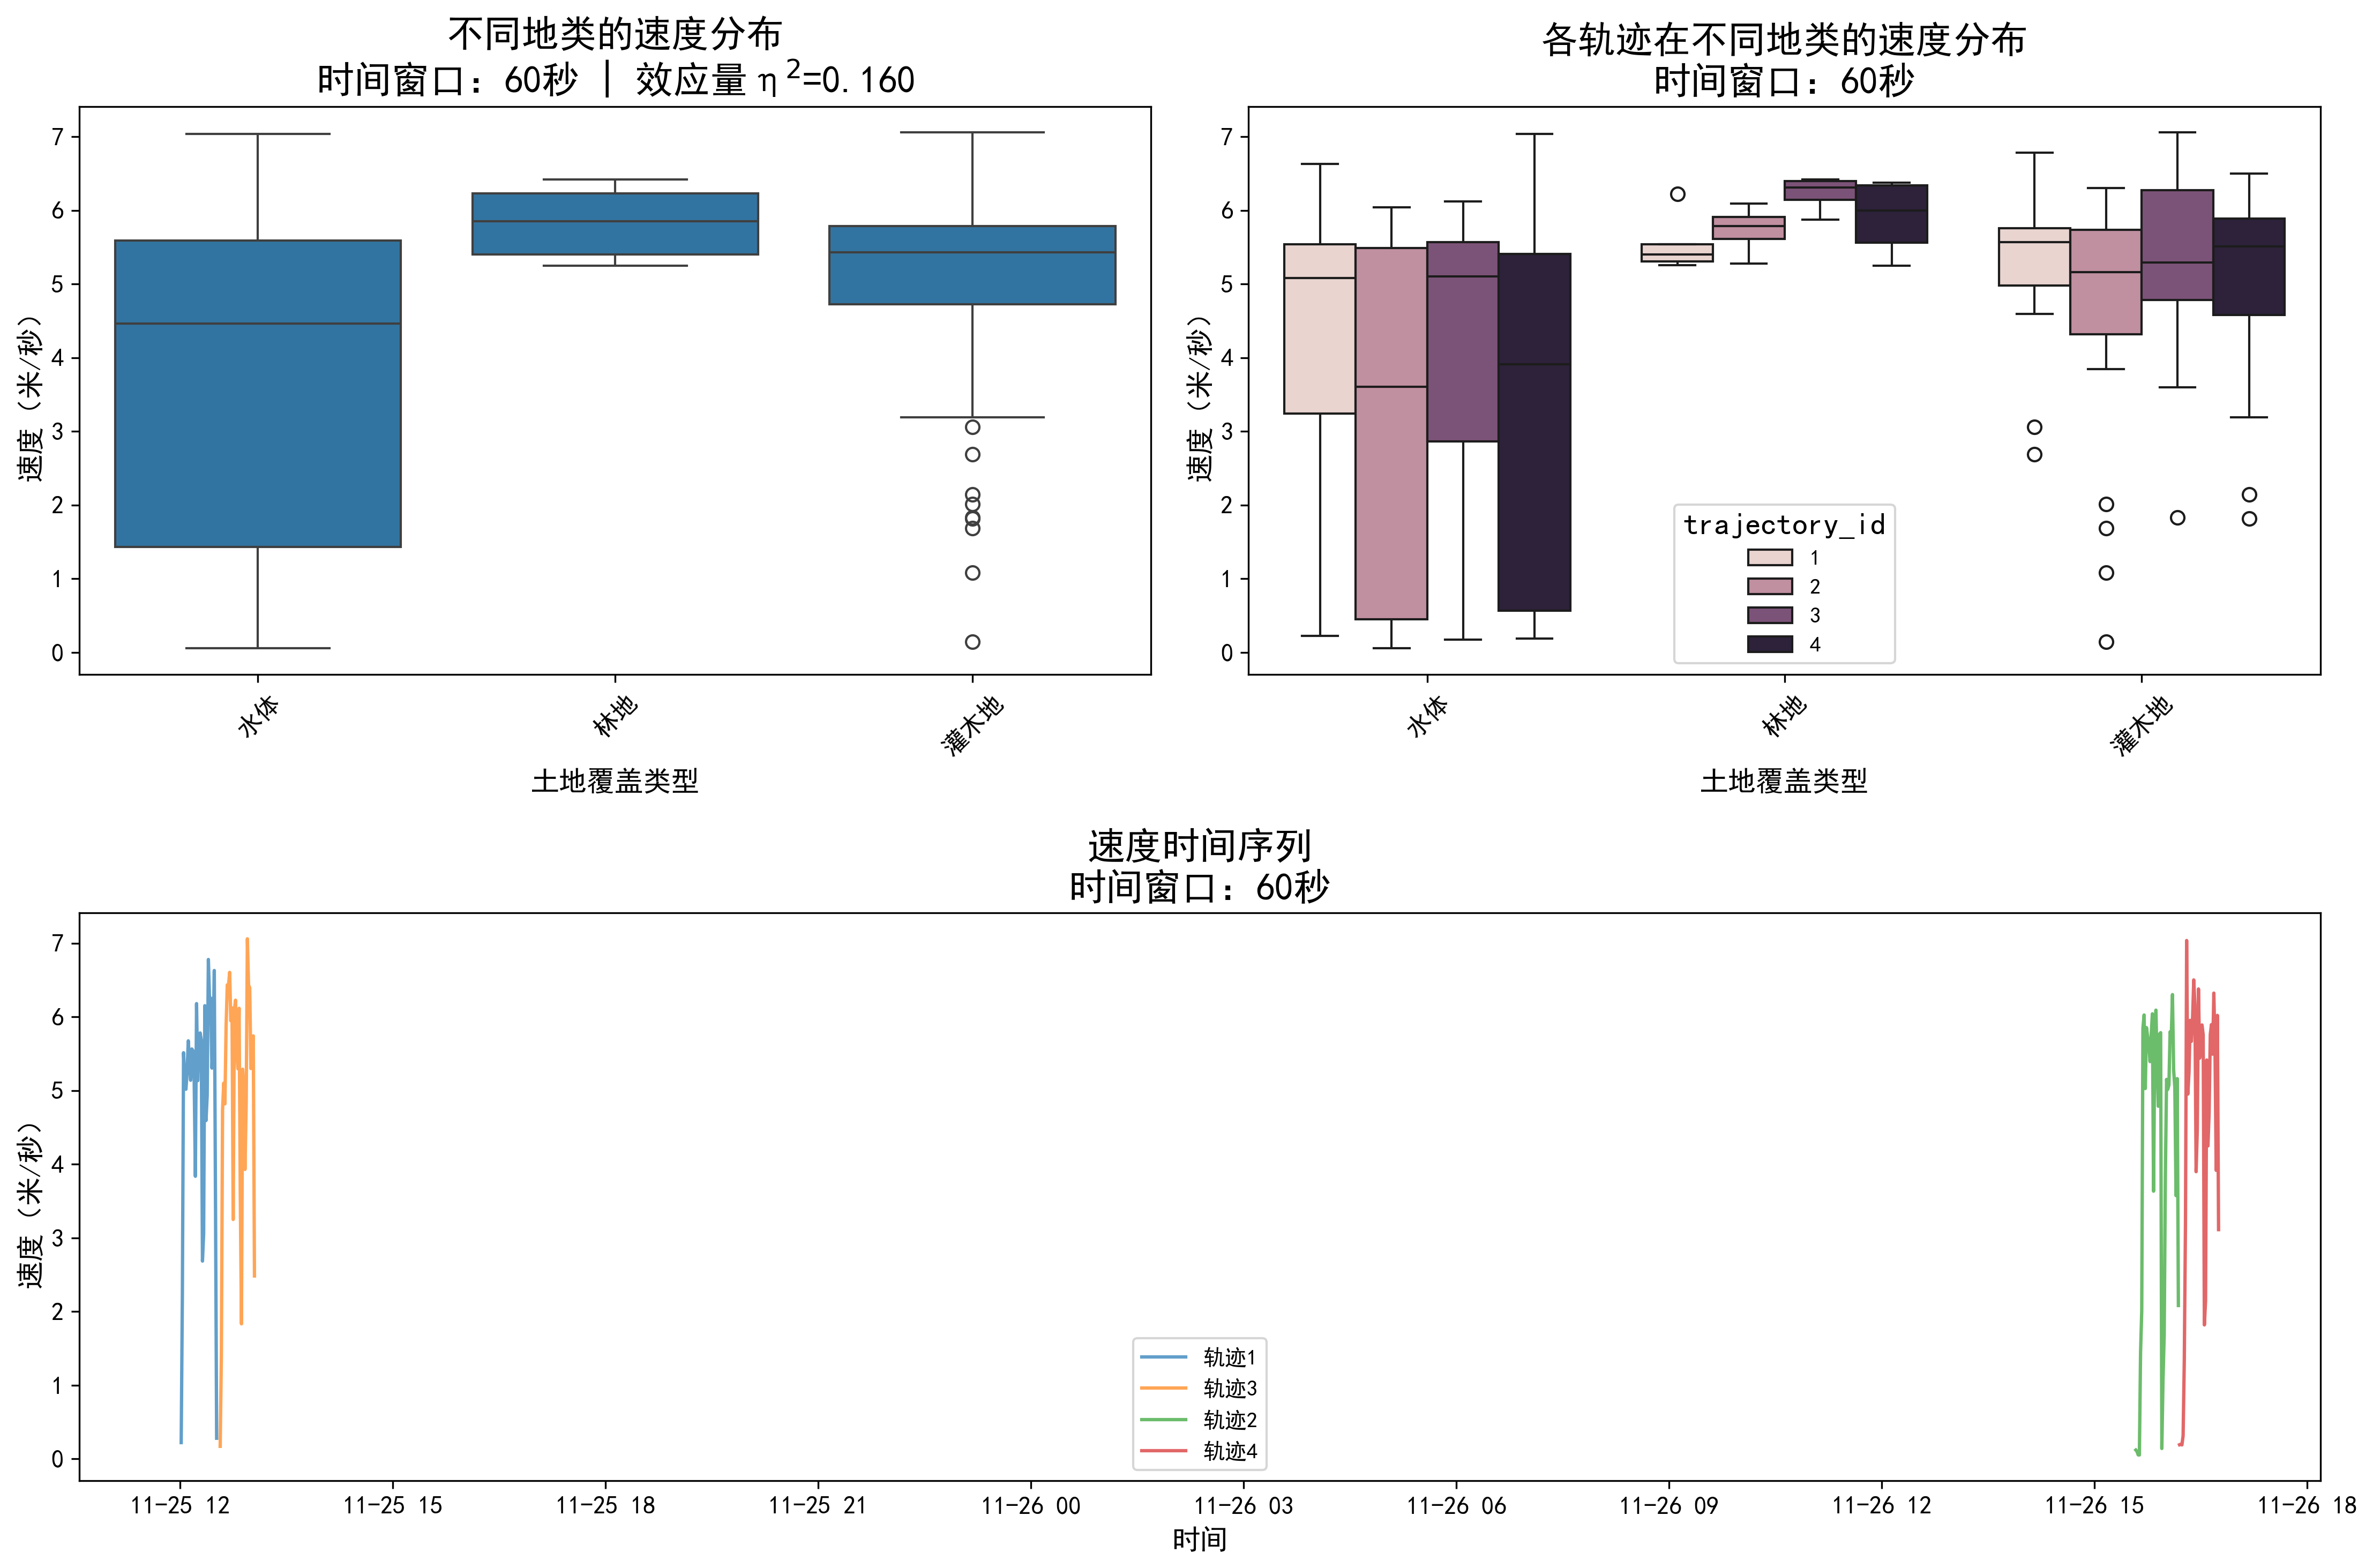 不同地类的速度分布
时间窗口：60秒 | 效应量 η²=0.160
速度（米/秒）
7
6
5
4
3
2
1
0
水体
林地
灌木地
土地覆盖类型
各轨迹在不同地类的速度分布
时间窗口：60秒
速度（米/秒）
7
6
5
4
3
2
1
0
trajectory_id
1
2
3
4
水体
林地
灌木地
土地覆盖类型
速度时间序列
时间窗口：60秒
速度（米/秒）
7
6
5
4
3
2
1
0
轨迹1
轨迹3
轨迹2
轨迹4
11-25 12
11-25 15
11-25 18
11-25 21
11-26 00
11-26 03
11-26 06
11-26 09
11-26 12
11-26 15
11-26 18
时间